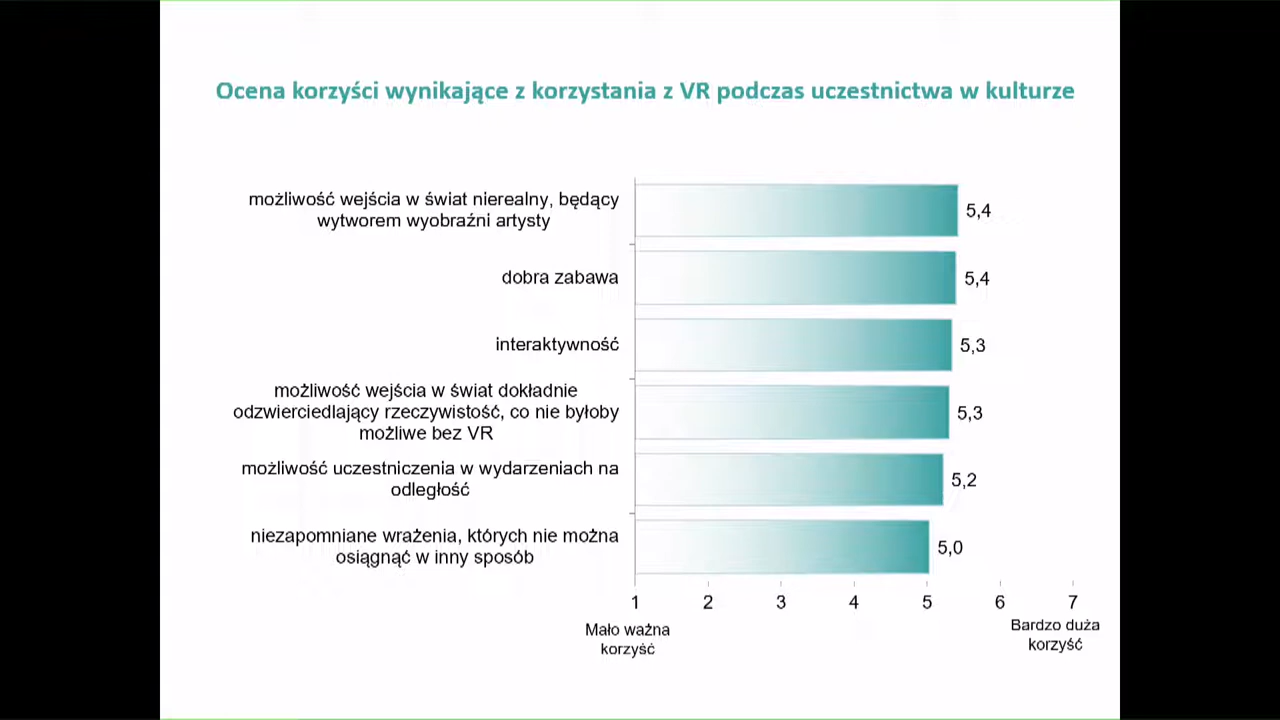 Ocena korzyści wynikające z korzystania z VR podczas uczestnictwa w kulturze
możliwość wejścia w świat nierealny, będący
wytworem wyobraźni artysty
5,4
dobra zabawa
5,4
interaktywność
5,3
możliwość wejścia w świat dokładnie
odzwierciedlający rzeczywistość, co nie byłoby
możliwe bez VR
5,3
możliwość uczestniczenia w wydarzeniach na
odległość
5,2
niezapomniane wrażenia, których nie można
osiągnąć w inny sposób
5,0
1 2 3 4 5 6 7
Mało ważna
korzyść
Bardzo duża
korzyść